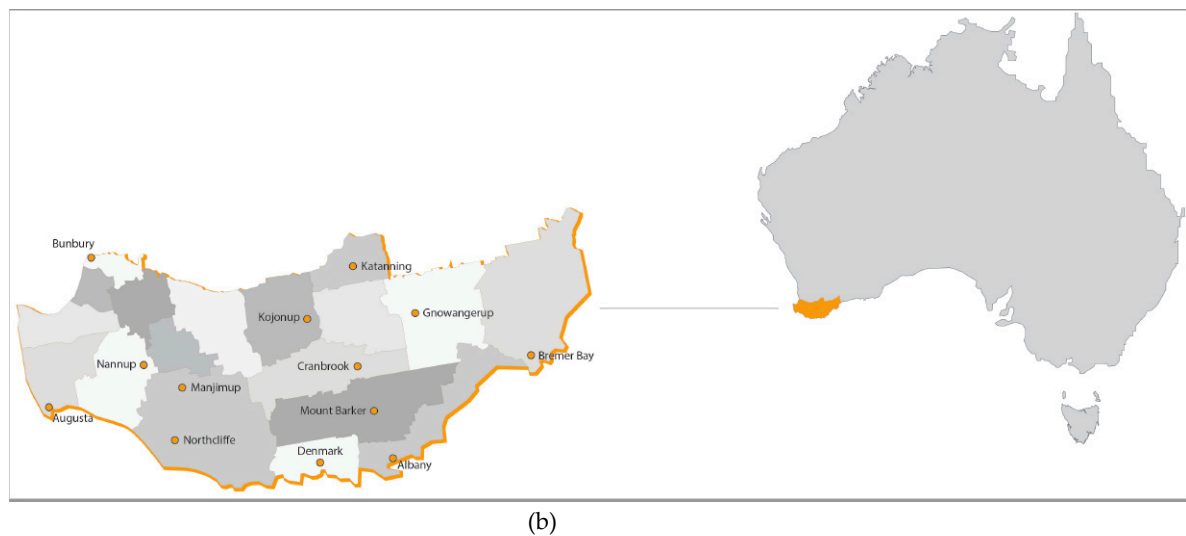 Bunbury
Katanning
Kojonup
Gnowangerup
Bremer Bay
Nannup
Cranbrook
Manjimup
Augusta
Mount Barker
Northcliffe
Denmark
Albany
(b)